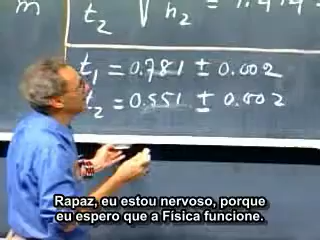 m
t₂ √h₂ = 1.414
t₁ = 0.781 ± 0.002
t₂ = 0.551 ± 0.002
Rapaz, eu estou nervoso, porque
eu espero que a Física funcione.